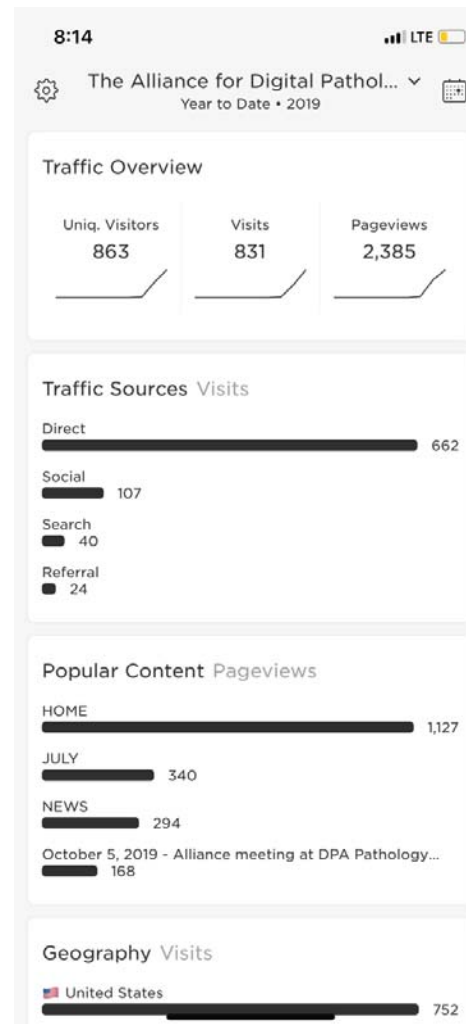 8:14
LTE
The Alliance for Digital Pathol...
Year to Date • 2019
Traffic Overview
Uniq. Visitors Visits Pageviews
863 831 2,385
Traffic Sources Visits
Direct
662
Social
107
Search
40
Referral
24
Popular Content Pageviews
HOME
1,127
JULY
340
NEWS
294
October 5, 2019 - Alliance meeting at DPA Pathology...
168
Geography Visits
United States
752